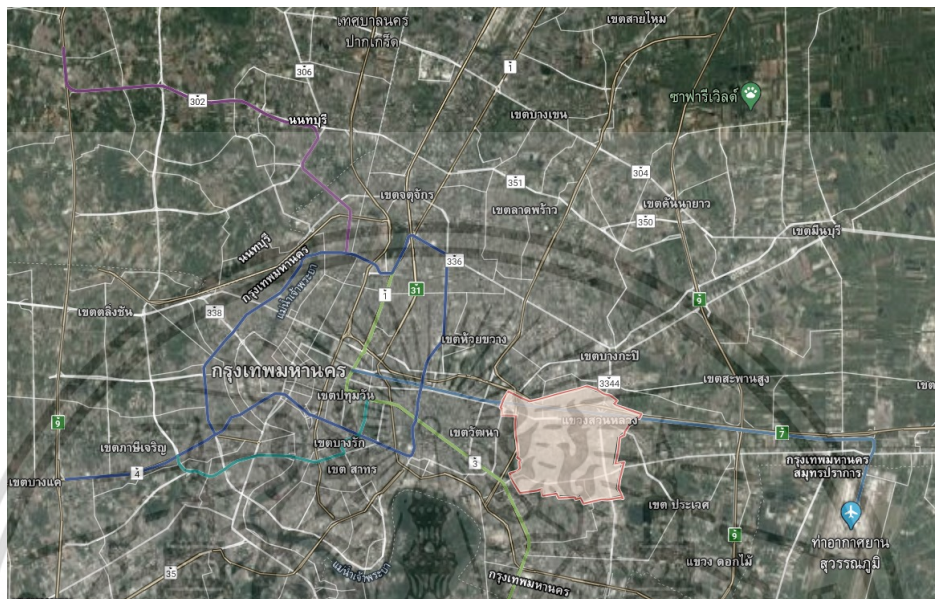 เทศบาลนคร
ปากเกร็ด
เขตสายไหม
1
306
302
ซาฟารีเวิลด์
นนทบุรี
เขตบางเขน
304
351
เขตจตุจักร
เขตลาดพร้าว
เขตคันนายาว
350
เขตมีนบุรี
นนทบุรี
กรุงเทพมหานคร
336
แม่น้ำเจ้าพระยา
31
1
9
เขตตลิ่งชัน
338
เขตห้วยขวาง
เขตบางกะปิ
กรุงเทพมหานคร
3344
เขตสะพานสูง
เขต
เขตปทุมวัน
แขวงสวนหลวง
9
เขตวัฒนา
7
เขตบางรัก
เขตภาษีเจริญ
กรุงเทพมหานคร
สมุทรปราการ
เขต สาทร
3
4
เขตบางแค
เขต ประเวศ
9
ท่าอากาศยาน
สุวรรณภูมิ
แขวง ดอกไม้
35
แม่น้ำเจ้าพระยา
กรุงเทพมหานคร